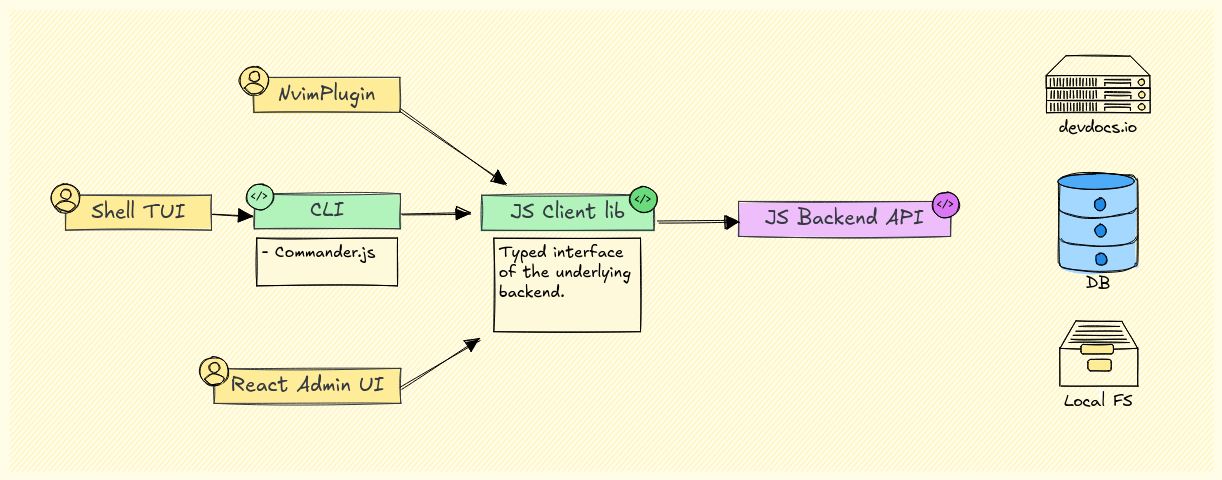 NvimPlugin
devdocs.io
Shell TUI
</>
CLI
- Commander.js
JS Client lib
</>
Typed interface
of the underlying
backend.
JS Backend API
</>
DB
React Admin UI
Local FS